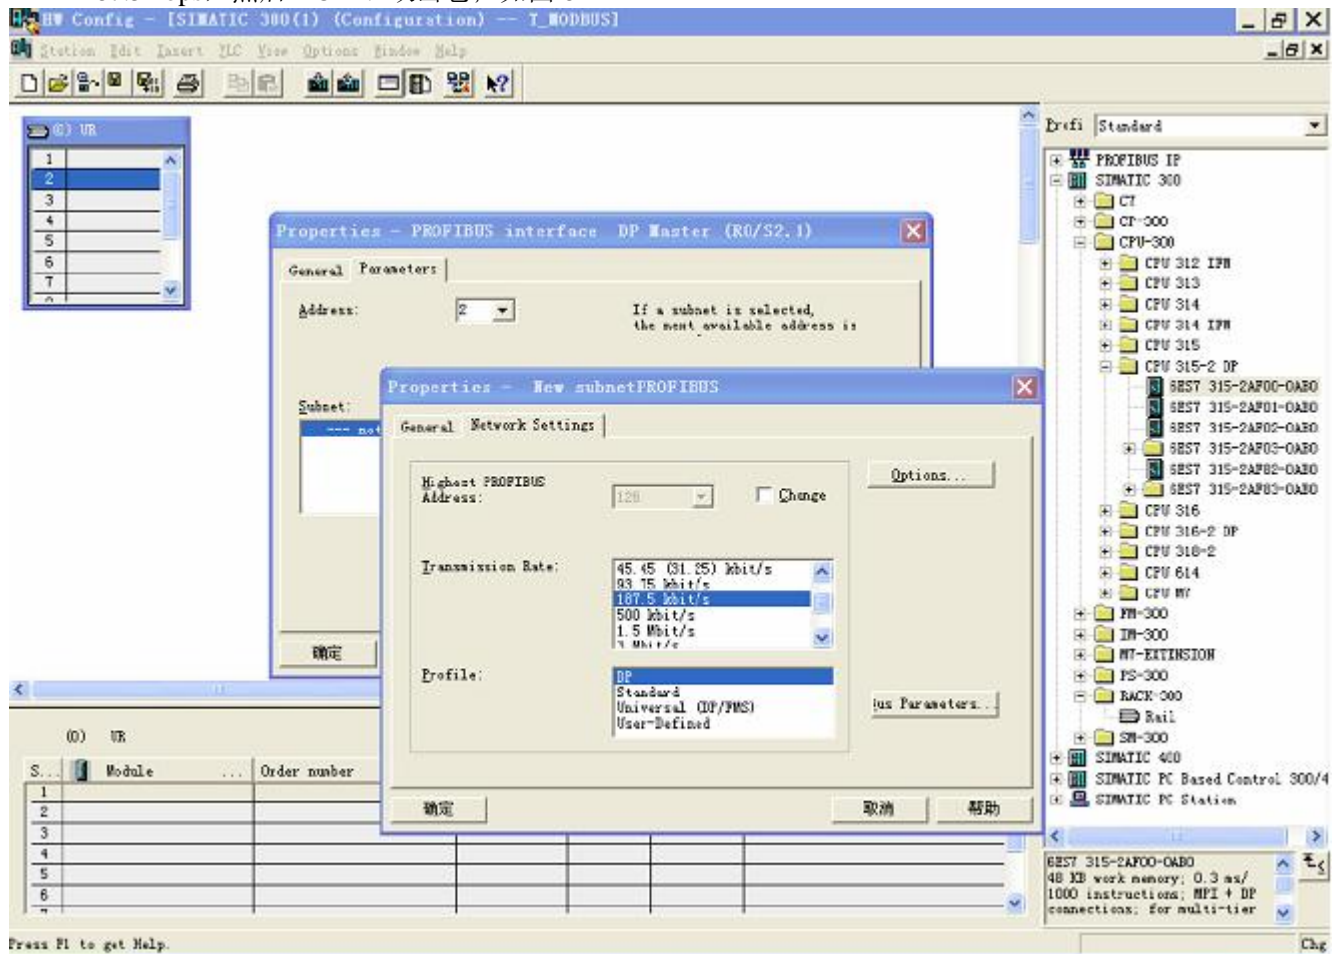 HW Config - [SIMATIC 300(1) (Configuration) -- T_MODBUS]
Station Edit Insert PLC View Options Window Help
(0) UR
1
2
3
4
5
6
7
Properties - PROFIBUS interface DP Master (R0/S2.1)
General Parameters
Address:
2
If a subnet is selected,
the next available address is
Subnet:
--- not
确定
Properties - New subnetPROFIBUS
General Network Settings
Highest PROFIBUS
Address:
126
Change
Options...
Transmission Rate:
45.45 (31.25) kbit/s
93.75 kbit/s
187.5 kbit/s
500 kbit/s
1.5 Mbit/s
3 Mbit/s
Profile:
DP
Standard
Universal (DP/FMS)
User-Defined
Bus Parameters...
确定
取消
帮助
(0) UR
S... Module ... Order number
1
2
3
4
5
6
Profi Standard
PROFIBUS IP
SIMATIC 300
C7
CP-300
CPU-300
CPU 312 IFM
CPU 313
CPU 314
CPU 314 IFM
CPU 315
CPU 315-2 DP
6ES7 315-2AF00-0AB0
6ES7 315-2AF01-0AB0
6ES7 315-2AF02-0AB0
6ES7 315-2AF03-0AB0
6ES7 315-2AF82-0AB0
6ES7 315-2AF83-0AB0
CPU 316
CPU 316-2 DP
CPU 318-2
CPU 614
CPU M7
FM-300
IM-300
M7-EXTENSION
PS-300
RACK-300
Rail
SM-300
SIMATIC 400
SIMATIC PC Based Control 300/4
SIMATIC PC Station
6ES7 315-2AF00-0AB0
48 KB work memory; 0.3 ms/
1000 instructions; MPI + DP
connections; for multi-tier
Press F1 to get Help.
Chg